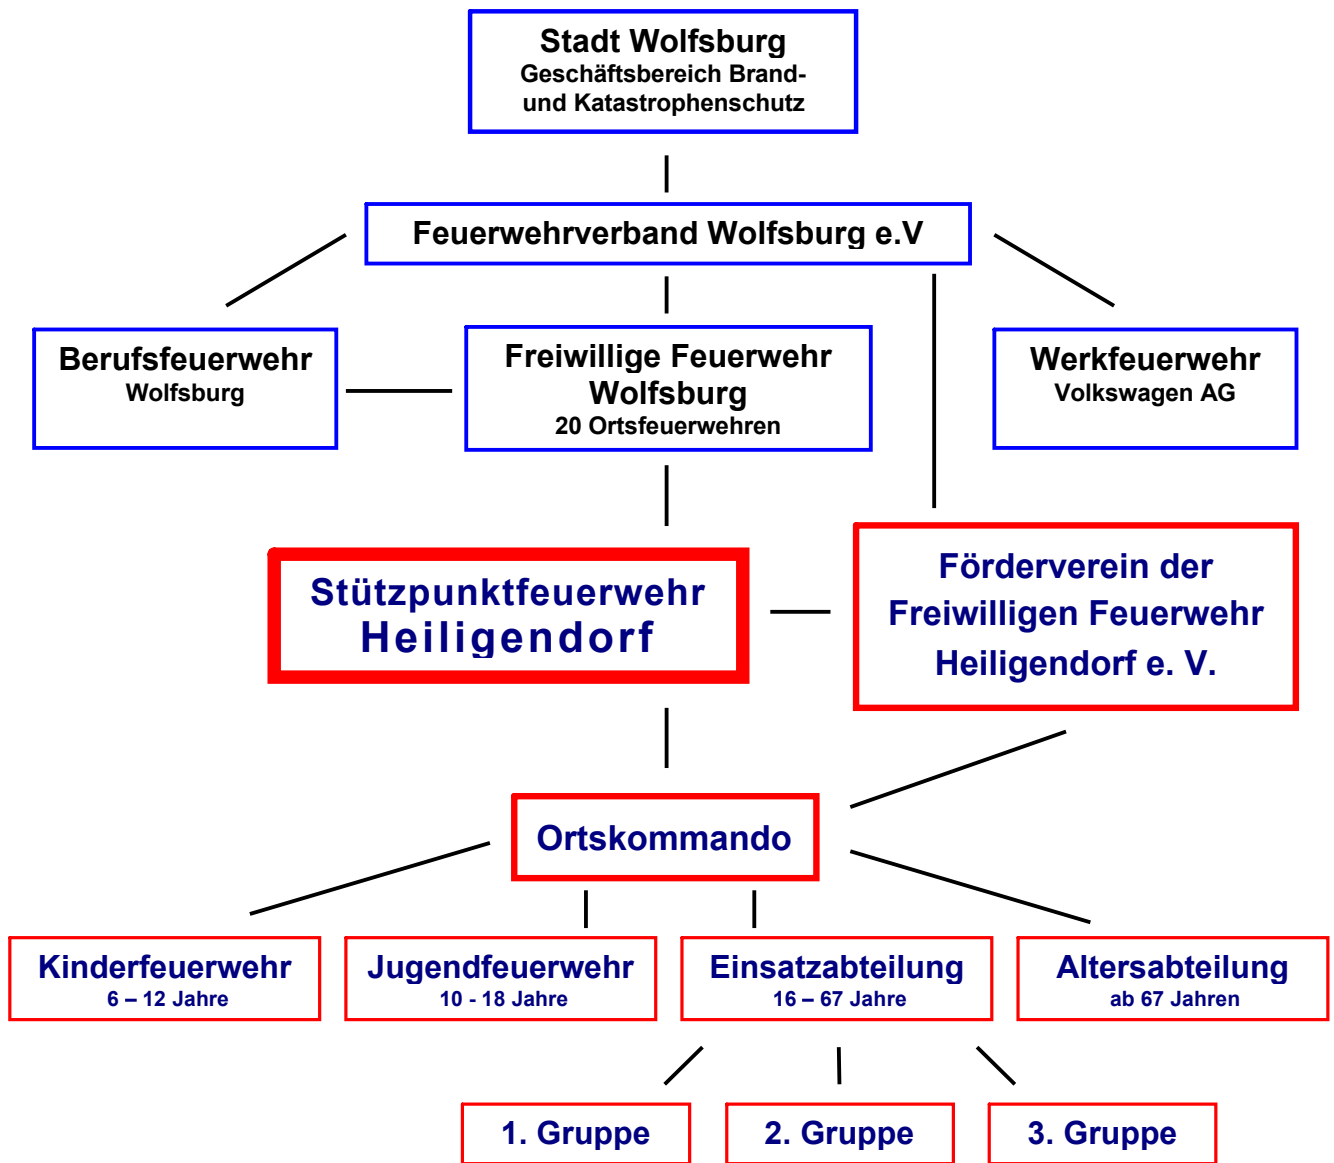 Stadt Wolfsburg
Geschäftsbereich Brand-
und Katastrophenschutz
Feuerwehrverband Wolfsburg e.V
Berufsfeuerwehr
Wolfsburg
Freiwillige Feuerwehr
Wolfsburg
20 Ortsfeuerwehren
Werkfeuerwehr
Volkswagen AG
Stützpunktfeuerwehr
Heiligendorf
Förderverein der
Freiwilligen Feuerwehr
Heiligendorf e. V.
Ortskommando
Kinderfeuerwehr
6 – 12 Jahre
Jugendfeuerwehr
10 - 18 Jahre
Einsatzabteilung
16 – 67 Jahre
Altersabteilung
ab 67 Jahren
1. Gruppe
2. Gruppe
3. Gruppe